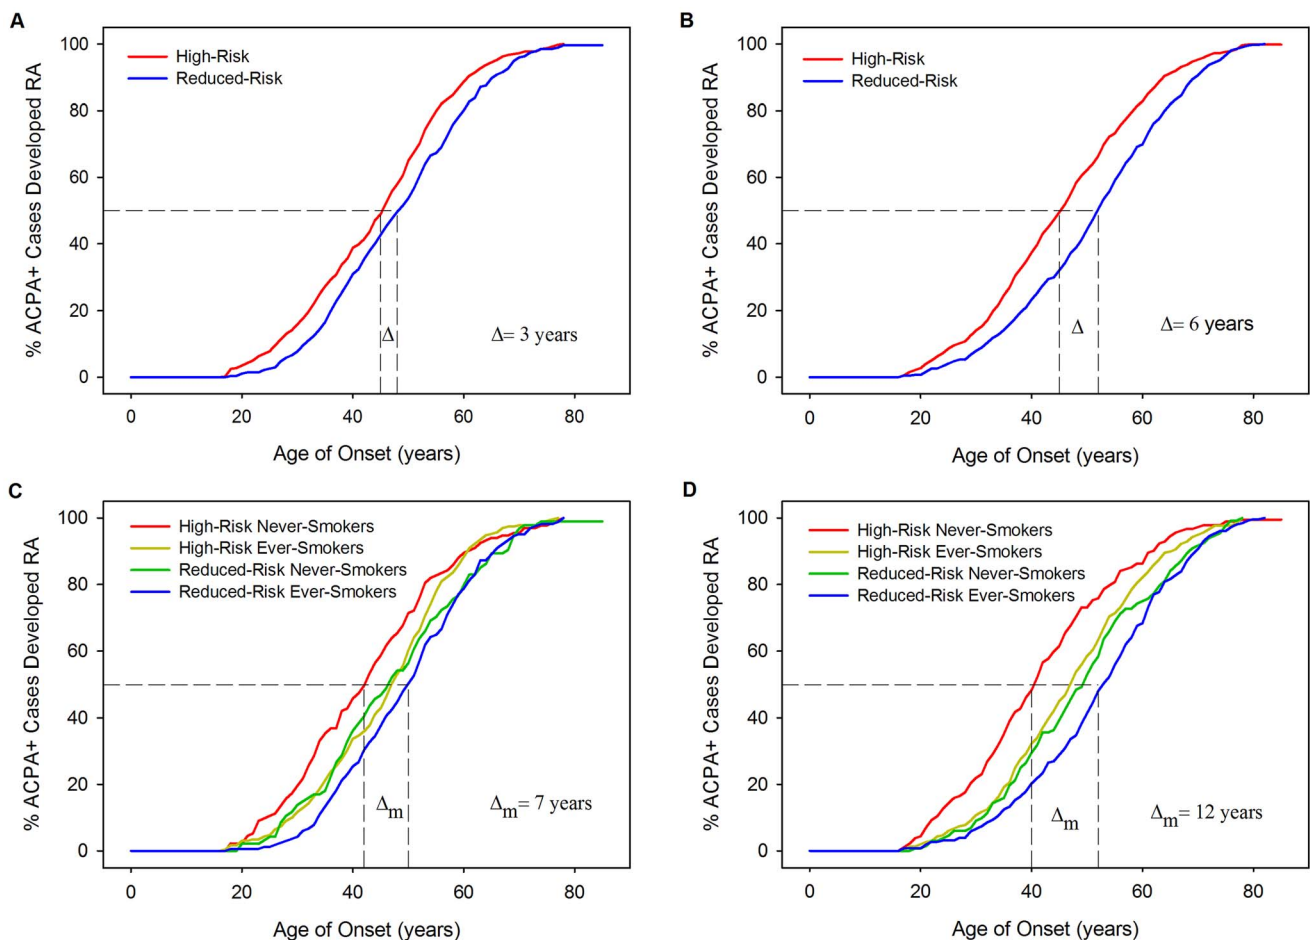 A
High-Risk
Reduced-Risk
% ACPA+ Cases Developed RA
100
80
60
40
20
0
Δ
Δ= 3 years
0 20 40 60 80
Age of Onset (years)
B
High-Risk
Reduced-Risk
% ACPA+ Cases Developed RA
100
80
60
40
20
0
Δ
Δ= 6 years
0 20 40 60 80
Age of Onset (years)
C
High-Risk Never-Smokers
High-Risk Ever-Smokers
Reduced-Risk Never-Smokers
Reduced-Risk Ever-Smokers
% ACPA+ Cases Developed RA
100
80
60
40
20
0
Δm
Δm= 7 years
0 20 40 60 80
Age of Onset (years)
D
High-Risk Never-Smokers
High-Risk Ever-Smokers
Reduced-Risk Never-Smokers
Reduced-Risk Ever-Smokers
% ACPA+ Cases Developed RA
100
80
60
40
20
0
Δm
Δm= 12 years
0 20 40 60 80
Age of Onset (years)